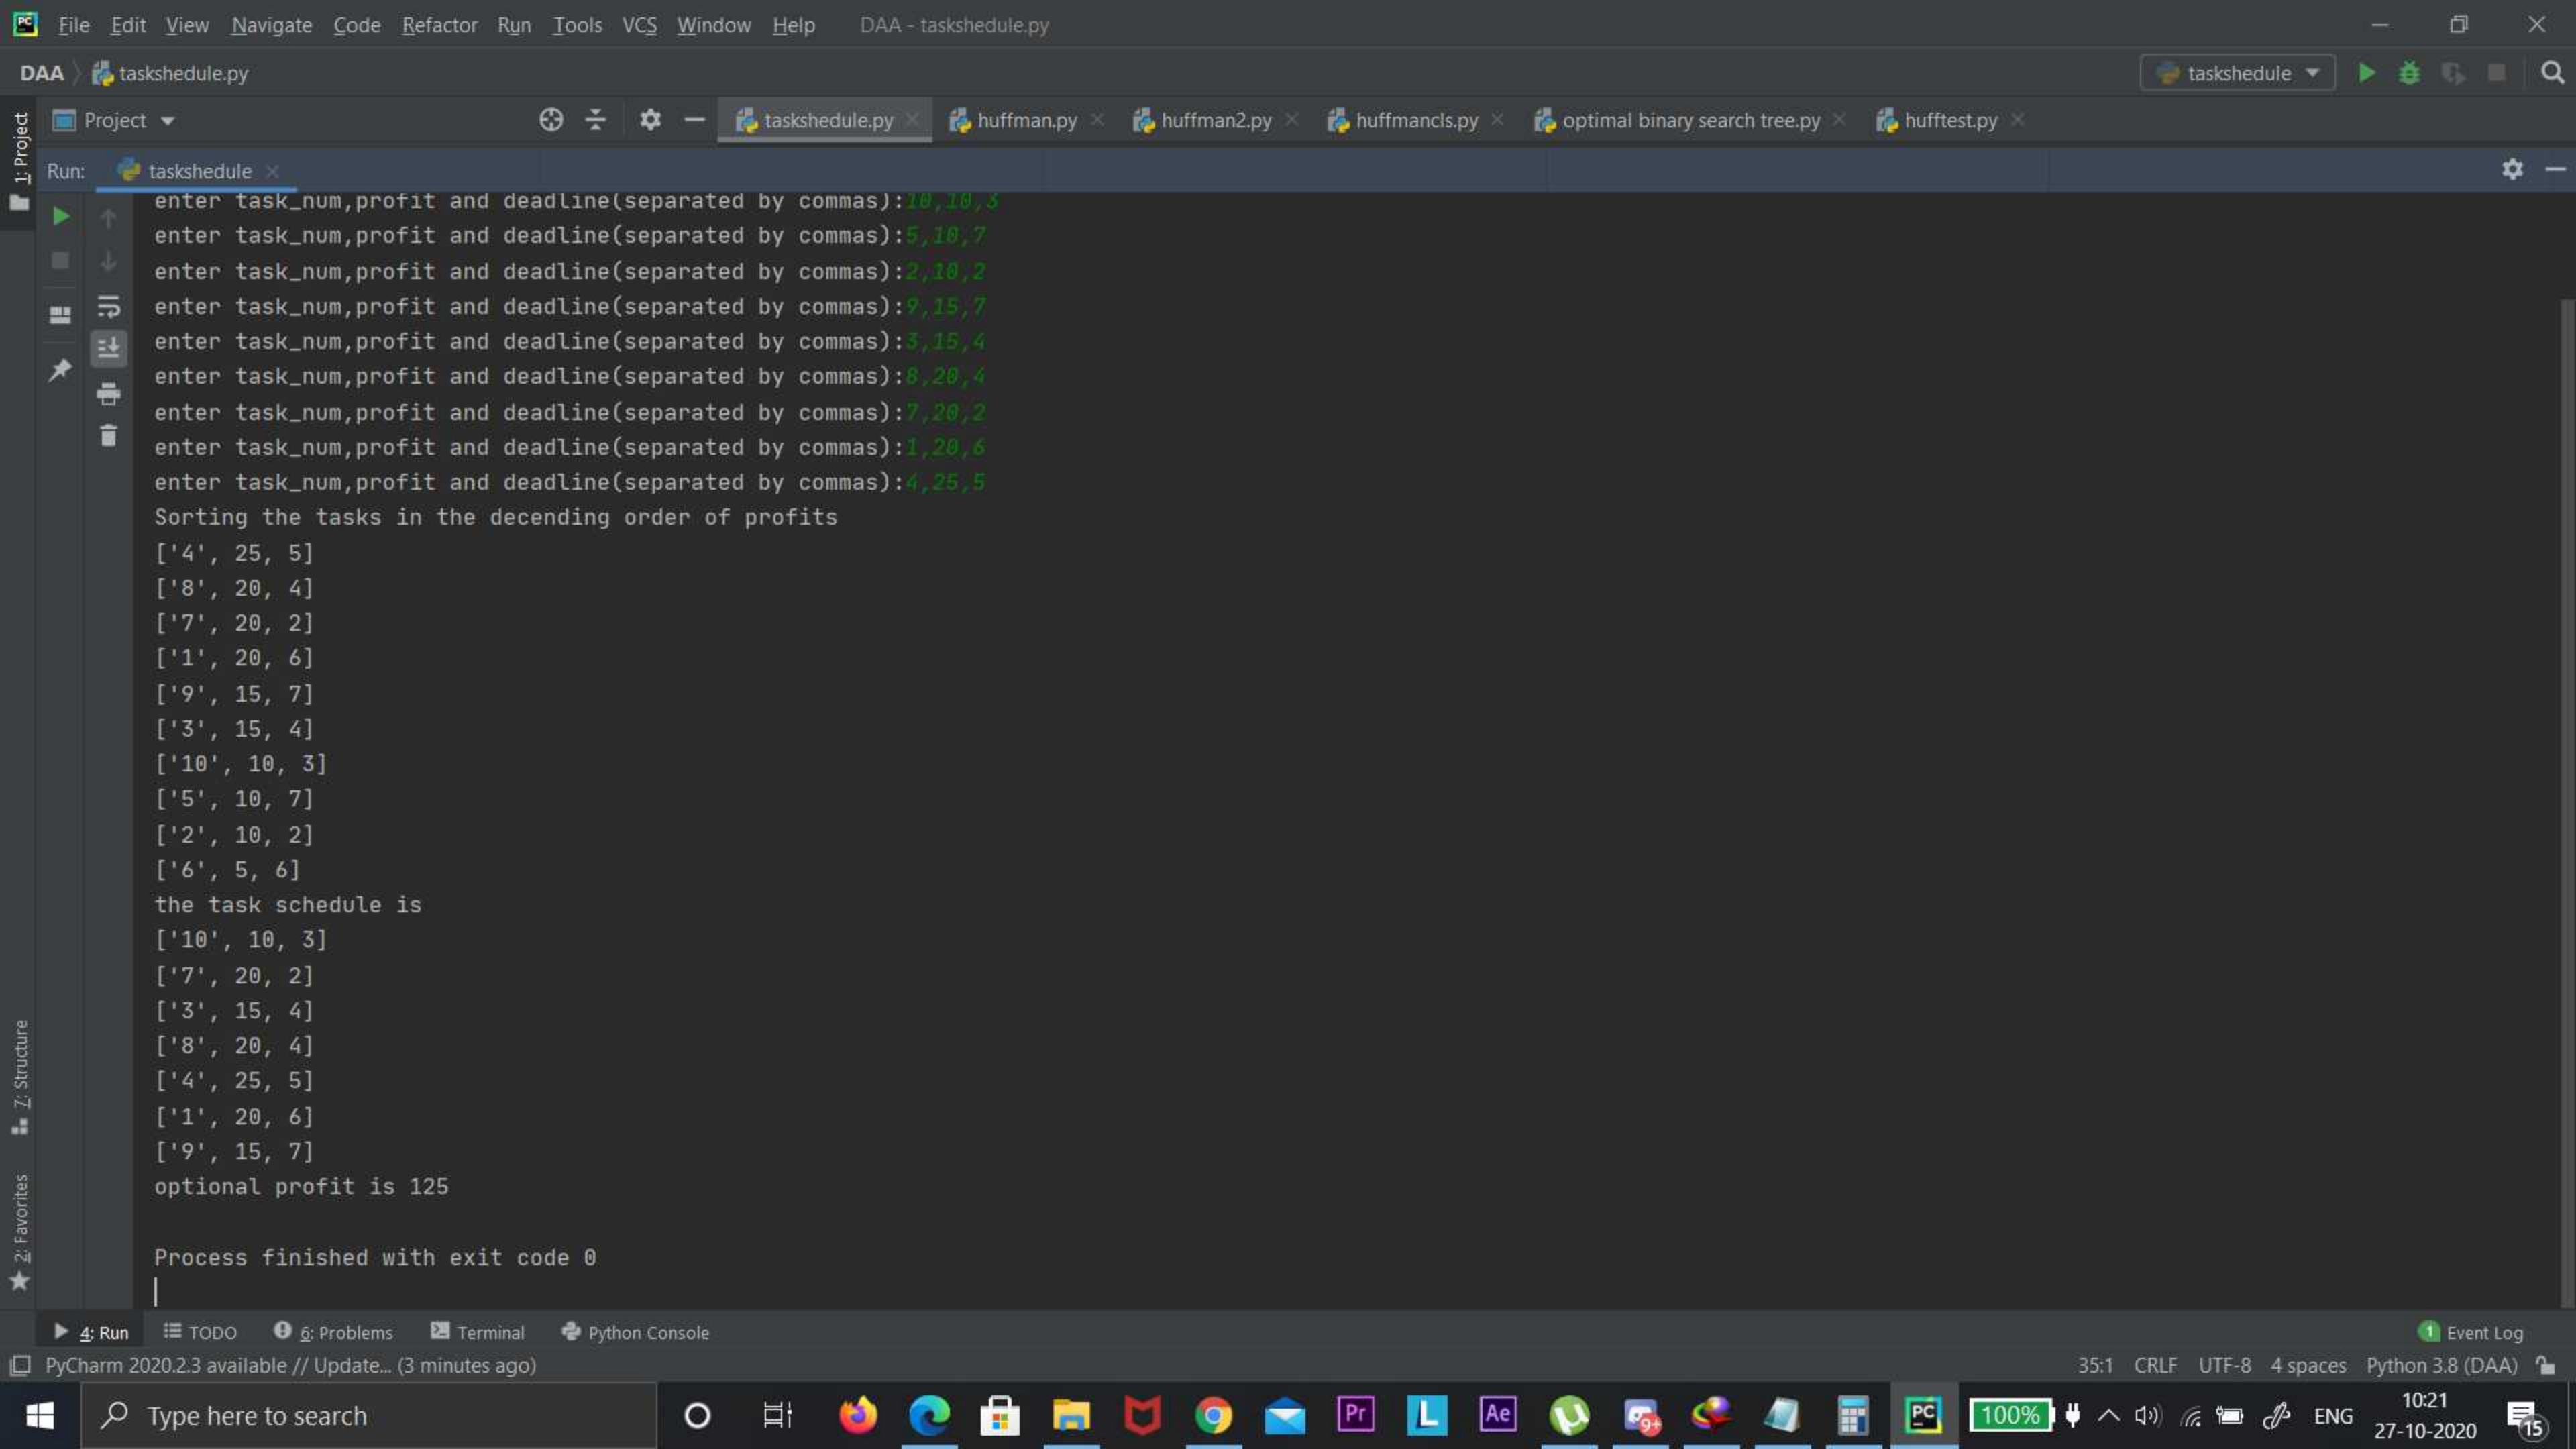 File Edit View Navigate Code Refactor Run Tools VCS Window Help DAA - taskshedule.py
DAA taskshedule.py taskshedule
1: Project
Project taskshedule.py huffman.py huffman2.py huffmancls.py optimal binary search tree.py hufftest.py
Run: taskshedule
enter task_num,profit and deadline(separated by commas):10,10,3
enter task_num,profit and deadline(separated by commas):5,10,7
enter task_num,profit and deadline(separated by commas):2,10,2
enter task_num,profit and deadline(separated by commas):9,15,7
enter task_num,profit and deadline(separated by commas):3,15,4
enter task_num,profit and deadline(separated by commas):8,20,4
enter task_num,profit and deadline(separated by commas):7,20,2
enter task_num,profit and deadline(separated by commas):1,20,6
enter task_num,profit and deadline(separated by commas):4,25,5
Sorting the tasks in the decending order of profits
['4', 25, 5]
['8', 20, 4]
['7', 20, 2]
['1', 20, 6]
['9', 15, 7]
['3', 15, 4]
['10', 10, 3]
['5', 10, 7]
['2', 10, 2]
['6', 5, 6]
the task schedule is
['10', 10, 3]
['7', 20, 2]
['3', 15, 4]
['8', 20, 4]
['4', 25, 5]
['1', 20, 6]
['9', 15, 7]
optional profit is 125
Process finished with exit code 0
7: Structure
2: Favorites
4: Run TODO 6: Problems Terminal Python Console 1 Event Log
PyCharm 2020.2.3 available // Update... (3 minutes ago) 35:1 CRLF UTF-8 4 spaces Python 3.8 (DAA)
Type here to search Pr L Ae 9+ PC 100% ENG 10:21
27-10-2020 15